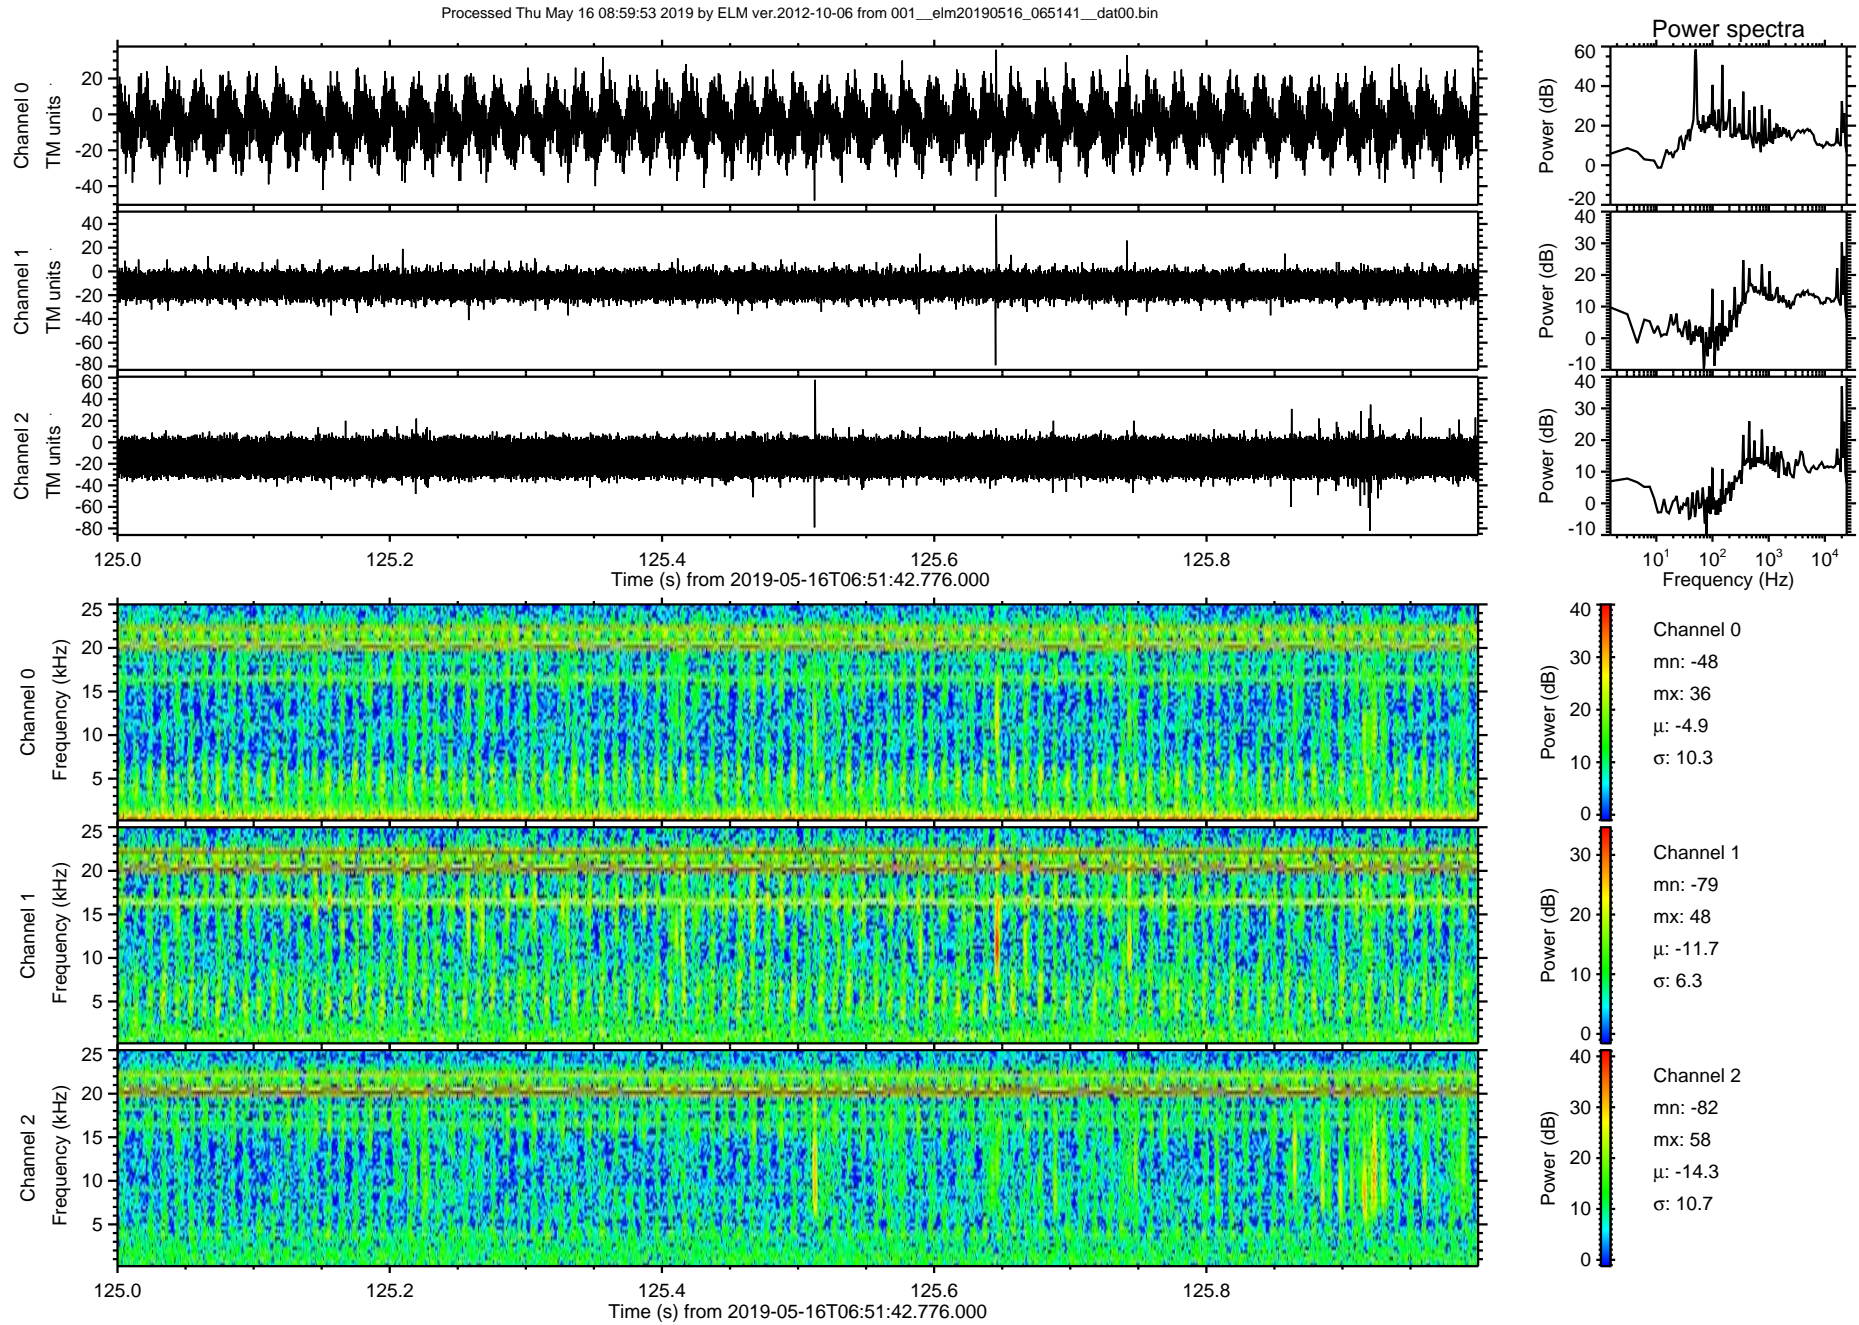 Processed Thu May 16 08:59:53 2019 by ELM ver.2012-10-06 from 001__elm20190516_065141__dat00.bin
Power spectra
Channel 0
TM units
20
0
-20
-40
Power (dB)
60
40
20
0
-20
Channel 1
TM units
40
20
0
-20
-40
-60
-80
Power (dB)
40
30
20
10
0
-10
Channel 2
TM units
60
40
20
0
-20
-40
-60
-80
Power (dB)
40
30
20
10
0
-10
125.0 125.2 125.4 125.6 125.8
Time (s) from 2019-05-16T06:51:42.776.000
10¹ 10² 10³ 10⁴
Frequency (Hz)
Channel 0
Frequency (kHz)
25
20
15
10
5
Power (dB)
40
30
20
10
0
Channel 0
mn: -48
mx: 36
μ: -4.9
σ: 10.3
Channel 1
Frequency (kHz)
25
20
15
10
5
Power (dB)
30
20
10
0
Channel 1
mn: -79
mx: 48
μ: -11.7
σ: 6.3
Channel 2
Frequency (kHz)
25
20
15
10
5
Power (dB)
40
30
20
10
0
Channel 2
mn: -82
mx: 58
μ: -14.3
σ: 10.7
125.0 125.2 125.4 125.6 125.8
Time (s) from 2019-05-16T06:51:42.776.000